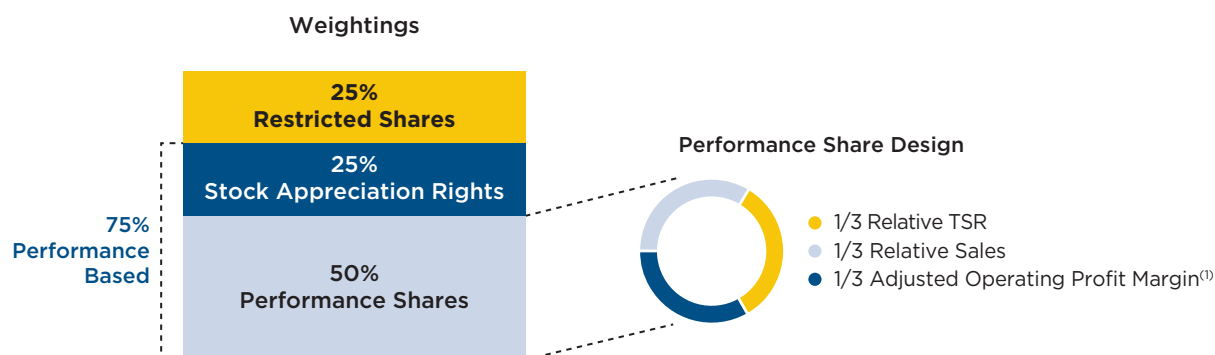 Weightings
25%
Restricted Shares
25%
Stock Appreciation Rights
50%
Performance Shares
75%
Performance
Based
Performance Share Design
1/3 Relative TSR
1/3 Relative Sales
1/3 Adjusted Operating Profit Margin(1)